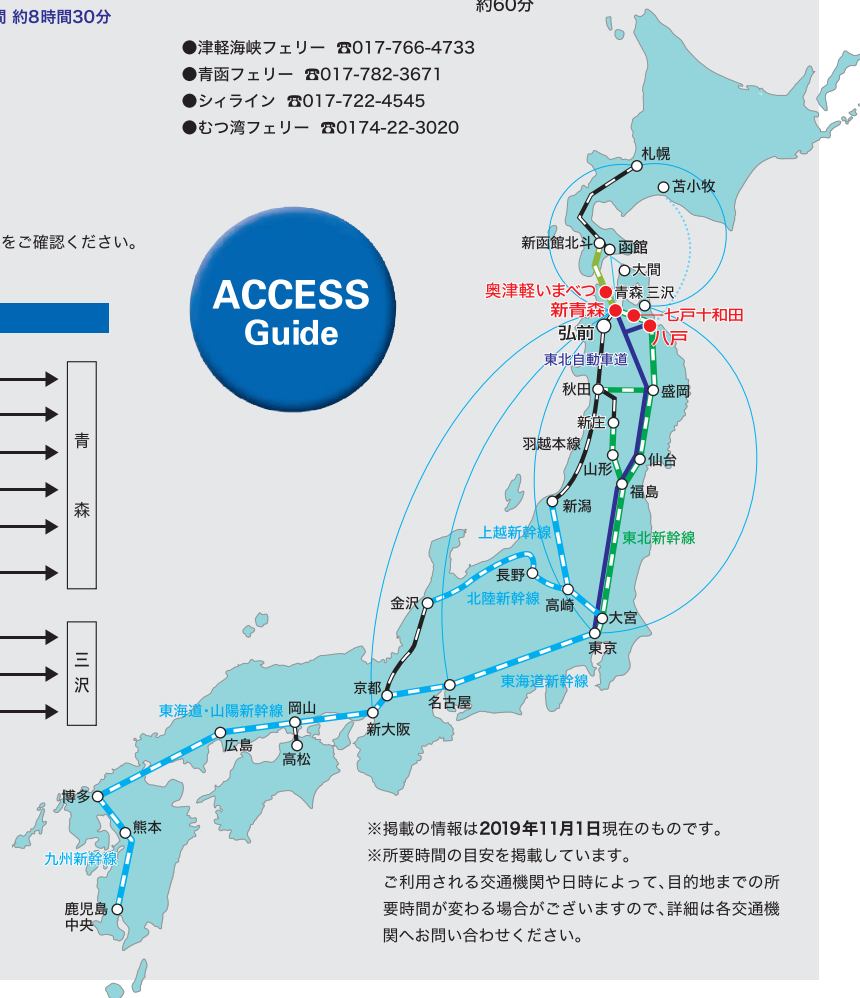 間 約8時間30分
約60分
●津軽海峡フェリー ☎017-766-4733
●青函フェリー ☎017-782-3671
●シィライン ☎017-722-4545
●むつ湾フェリー ☎0174-22-3020
をご確認ください。
ACCESS
Guide
青
森
三
沢
札幌
苫小牧
新函館北斗
函館
大間
奥津軽いまべつ
青森
三沢
新青森
七戸十和田
弘前
八戸
東北自動車道
秋田
盛岡
新庄
羽越本線
山形
仙台
福島
新潟
上越新幹線
東北新幹線
長野
北陸新幹線
高崎
金沢
大宮
東京
京都
名古屋
東海道新幹線
東海道・山陽新幹線
岡山
新大阪
広島
高松
博多
熊本
九州新幹線
鹿児島
中央
※掲載の情報は2019年11月1日現在のものです。
※所要時間の目安を掲載しています。
ご利用される交通機関や日時によって、目的地までの所
要時間が変わる場合がございますので、詳細は各交通機
関へお問い合わせください。